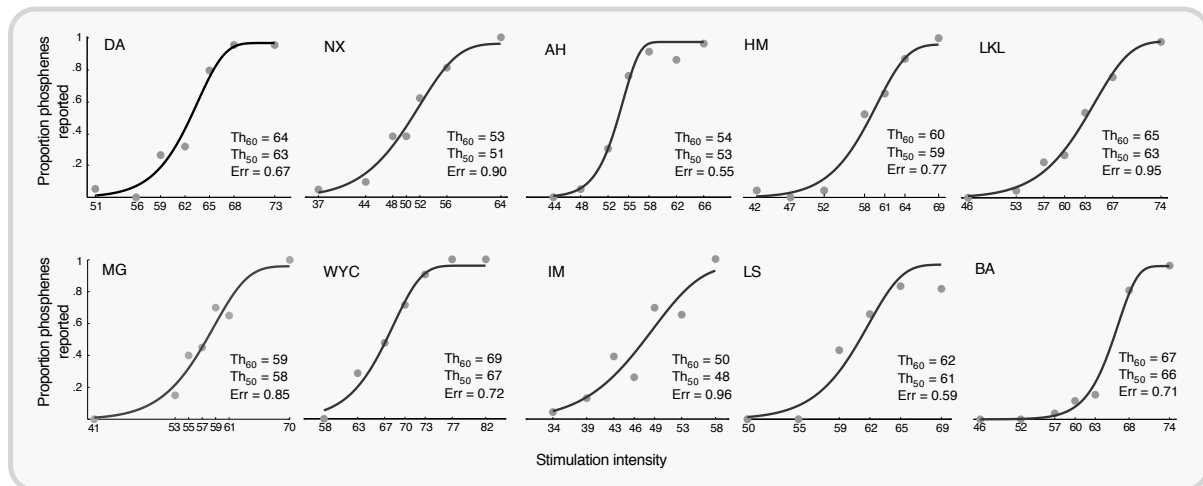 DA
NX
AH
HM
LKL
Proportion phosphenes
reported
1
.8
.6
.4
.2
Th60 = 64
Th50 = 63
Err = 0.67
51 56 59 62 65 68 73
Th60 = 53
Th50 = 51
Err = 0.90
37 44 48 50 52 56 64
Th60 = 54
Th50 = 53
Err = 0.55
44 48 52 55 58 62 66
Th60 = 60
Th50 = 59
Err = 0.77
42 47 52 58 61 64 69
Th60 = 65
Th50 = 63
Err = 0.95
46 53 57 60 63 67 74
MG
WYC
IM
LS
BA
Proportion phosphenes
reported
1
.8
.6
.4
.2
Th60 = 59
Th50 = 58
Err = 0.85
41 53 55 57 59 61 70
Th60 = 69
Th50 = 67
Err = 0.72
58 63 67 70 73 77 82
Th60 = 50
Th50 = 48
Err = 0.96
34 39 43 46 49 53 58
Th60 = 62
Th50 = 61
Err = 0.59
50 55 59 62 65 69
Th60 = 67
Th50 = 66
Err = 0.71
46 52 57 60 63 68 74
Stimulation intensity